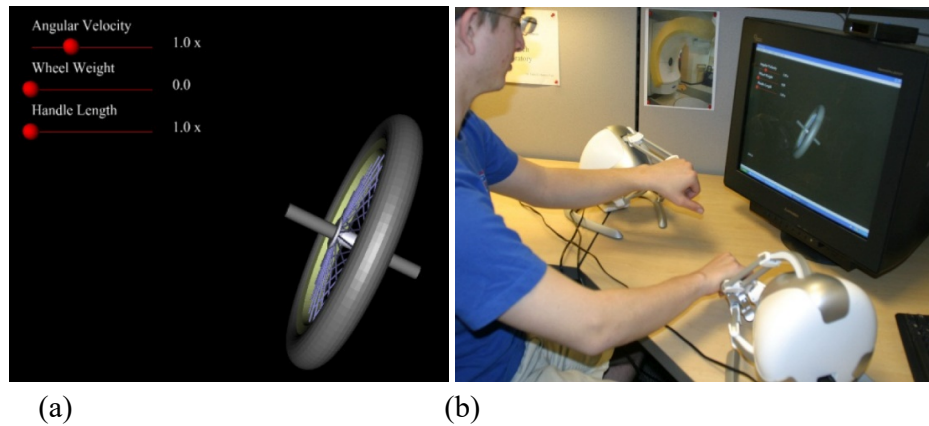 Angular Velocity
1.0 x
Wheel Weight
0.0
Handle Length
1.0 x
(a)
(b)